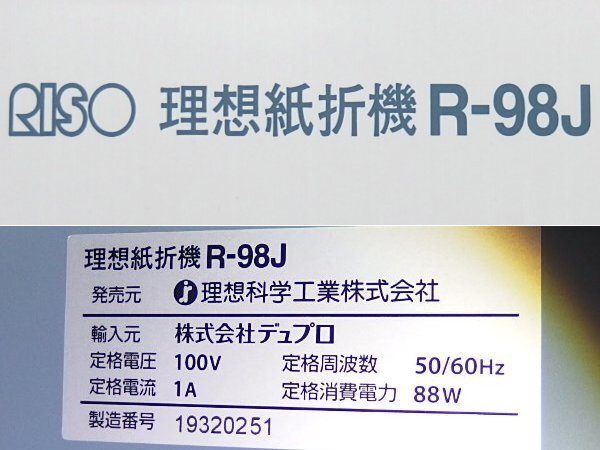 RISO 理想紙折機 R-98J
理想紙折機 R-98J
発売元 理想科学工業株式会社
輸入元 株式会社デュプロ
定格電圧 100V 定格周波数 50/60Hz
定格電流 1A 定格消費電力 88W
製造番号 19320251